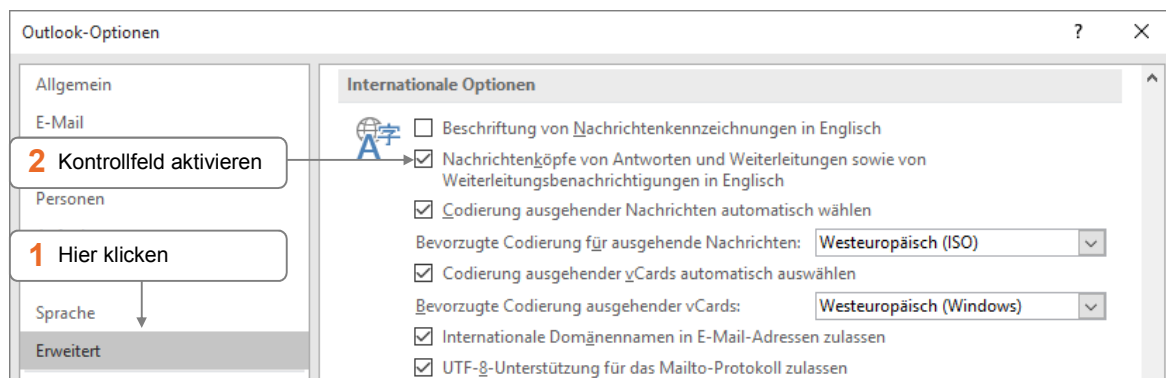 Outlook-Optionen
?
Allgemein
E-Mail
2 Kontrollfeld aktivieren
Personen
1 Hier klicken
Sprache
Erweitert
Internationale Optionen
Beschriftung von Nachrichtenkennzeichnungen in Englisch
Nachrichtenköpfe von Antworten und Weiterleitungen sowie von
Weiterleitungsbenachrichtigungen in Englisch
Codierung ausgehender Nachrichten automatisch wählen
Bevorzugte Codierung für ausgehende Nachrichten: Westeuropäisch (ISO)
Codierung ausgehender vCards automatisch auswählen
Bevorzugte Codierung ausgehender vCards: Westeuropäisch (Windows)
Internationale Domänennamen in E-Mail-Adressen zulassen
UTF-8-Unterstützung für das Mailto-Protokoll zulassen